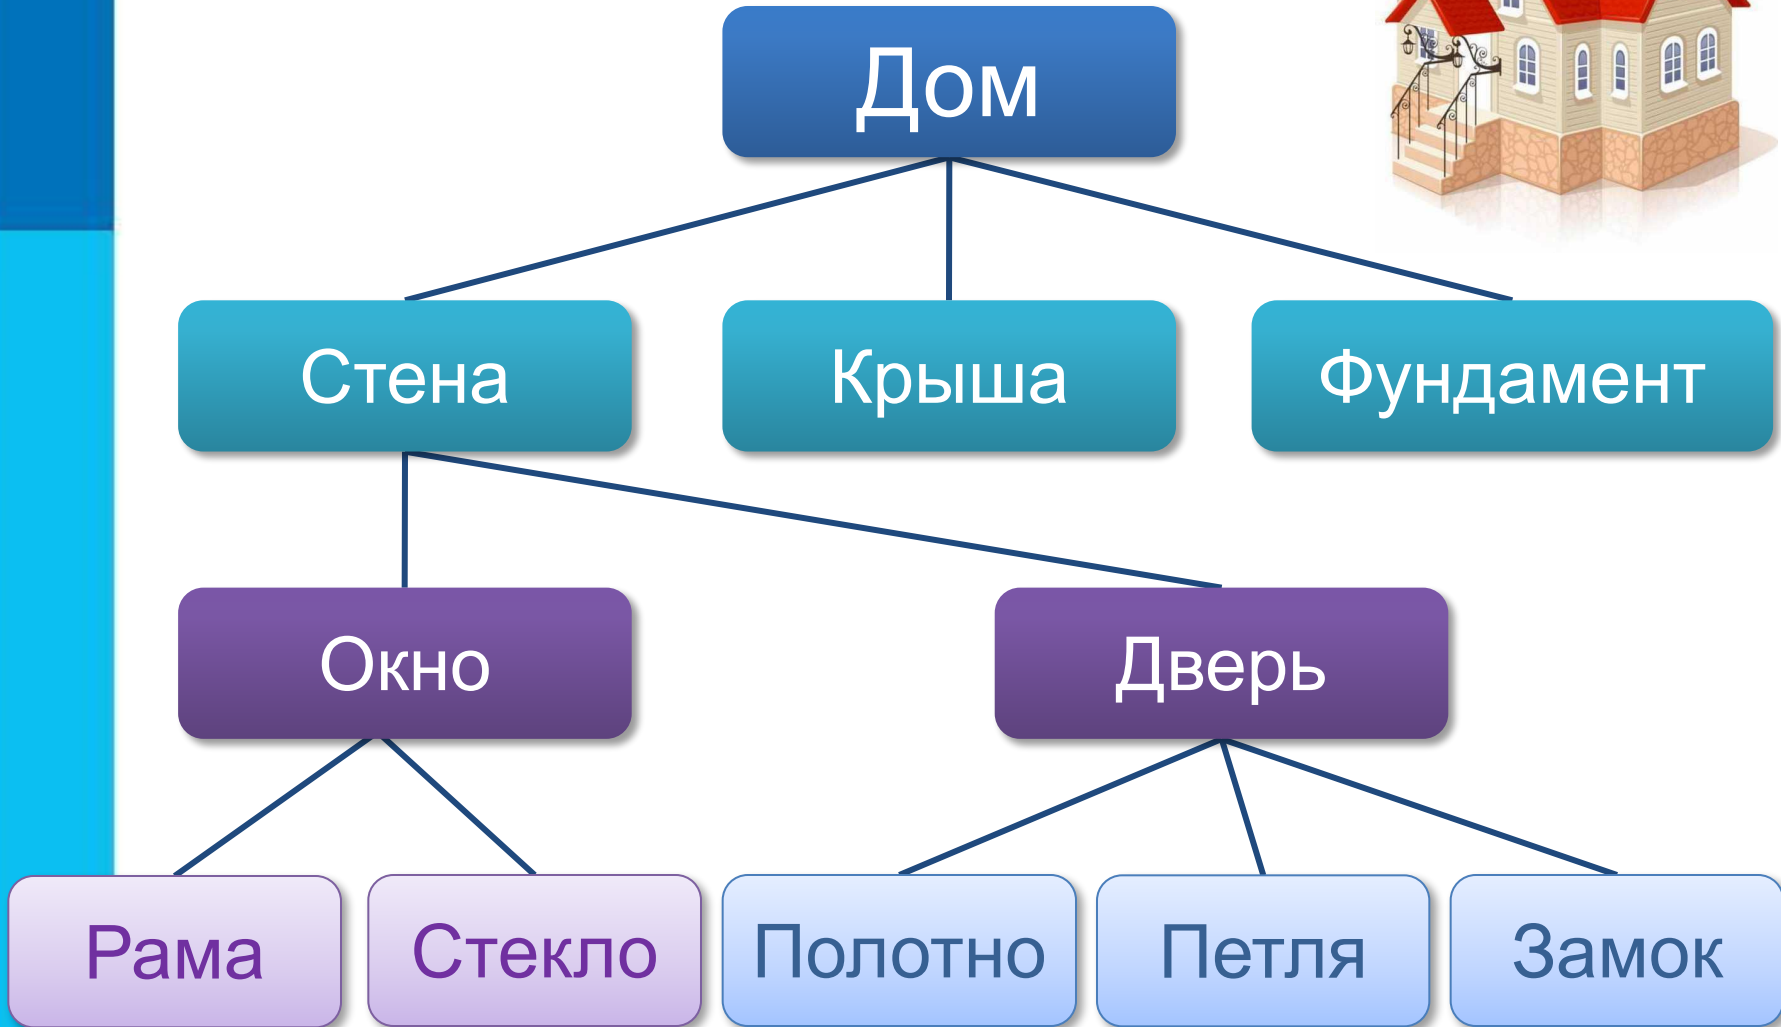 Дом
Стена
Крыша
Фундамент
Окно
Дверь
Рама
Стекло
Полотно
Петля
Замок